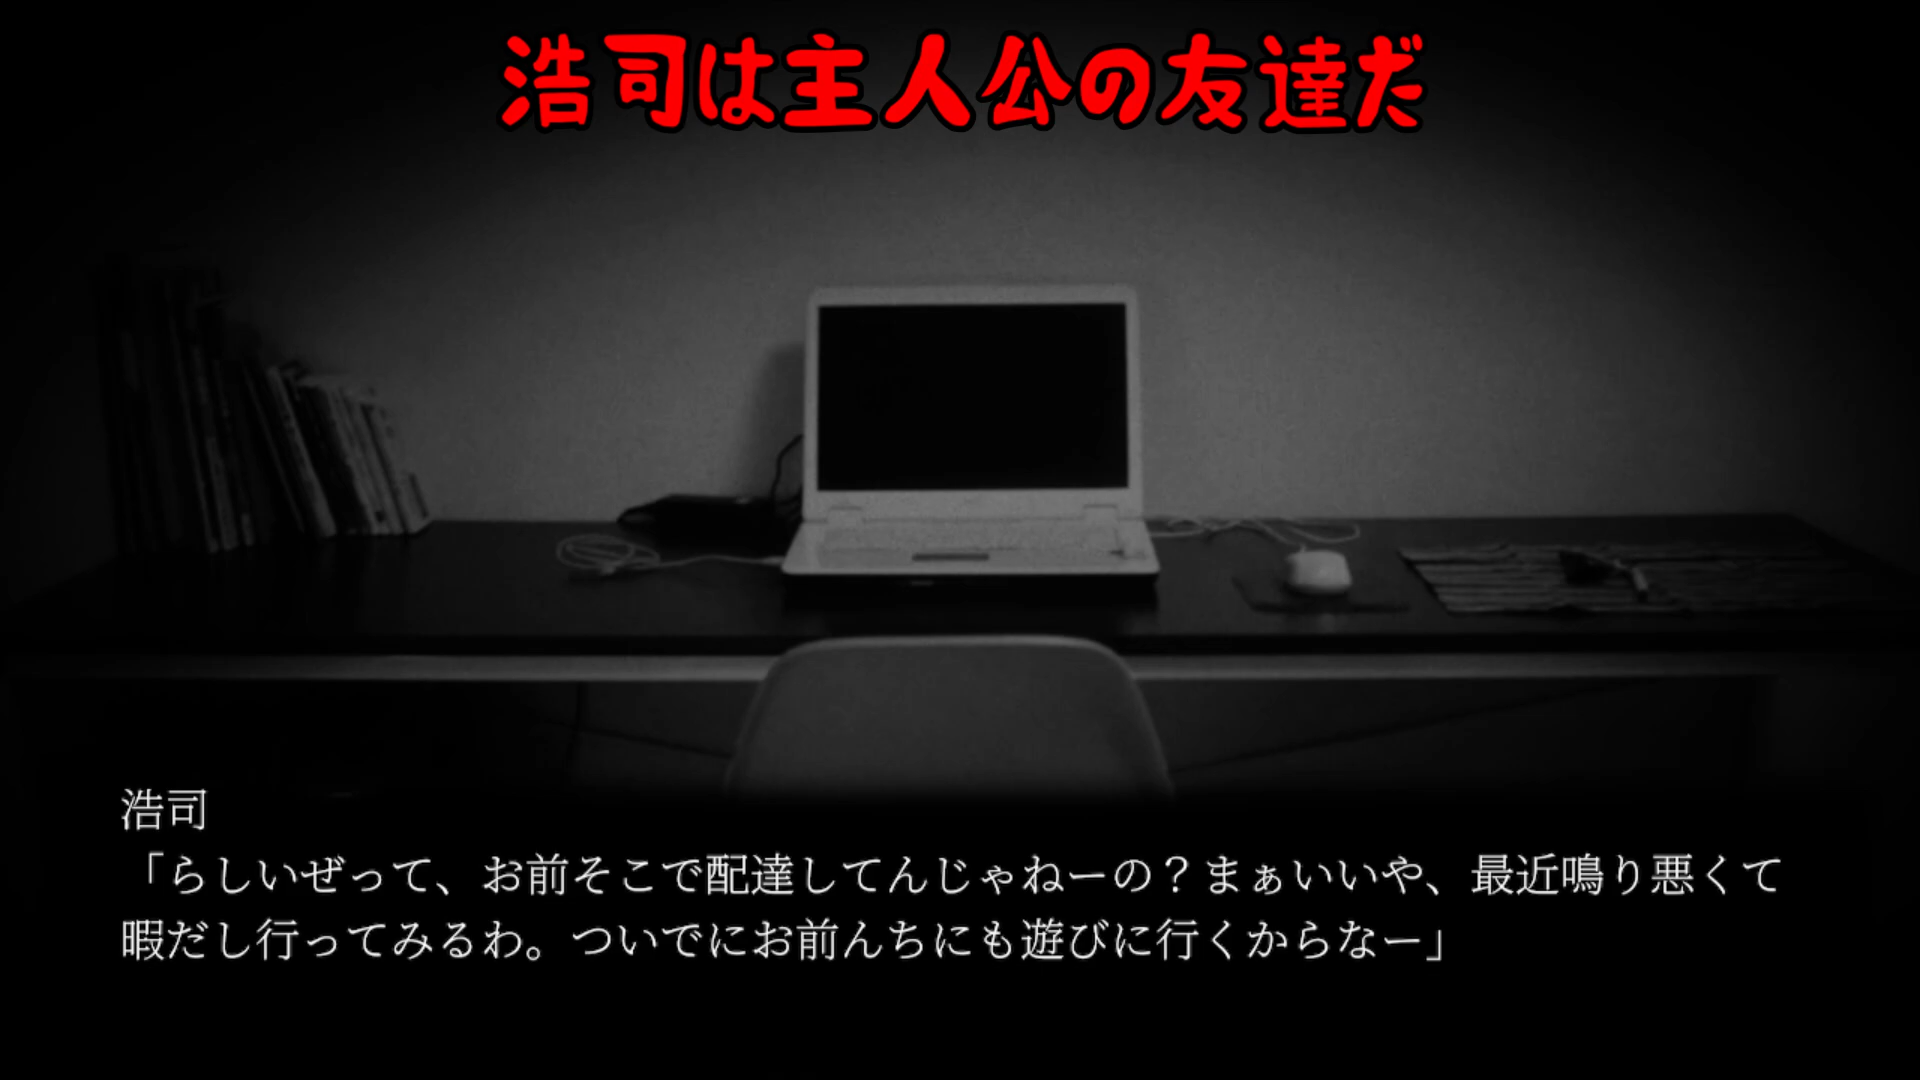 浩司は主人公の友達だ
浩司
「らしいぜって、お前そこで配達してんじゃねーの？まぁいいや、最近鳴り悪くて
暇だし行ってみるわ。ついでにお前んちにも遊びに行くからなー」